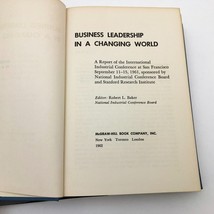 BUSINESS LEADERSHIP
IN A CHANGING WORLD
A Report of the International
Industrial Conference at San Francisco
September 11–15, 1961, sponsored by
National Industrial Conference Board
and Stanford Research Institute
Editor: Robert L. Baker
National Industrial Conference Board
McGRAW-HILL BOOK COMPANY, INC.
New York Toronto London
1962